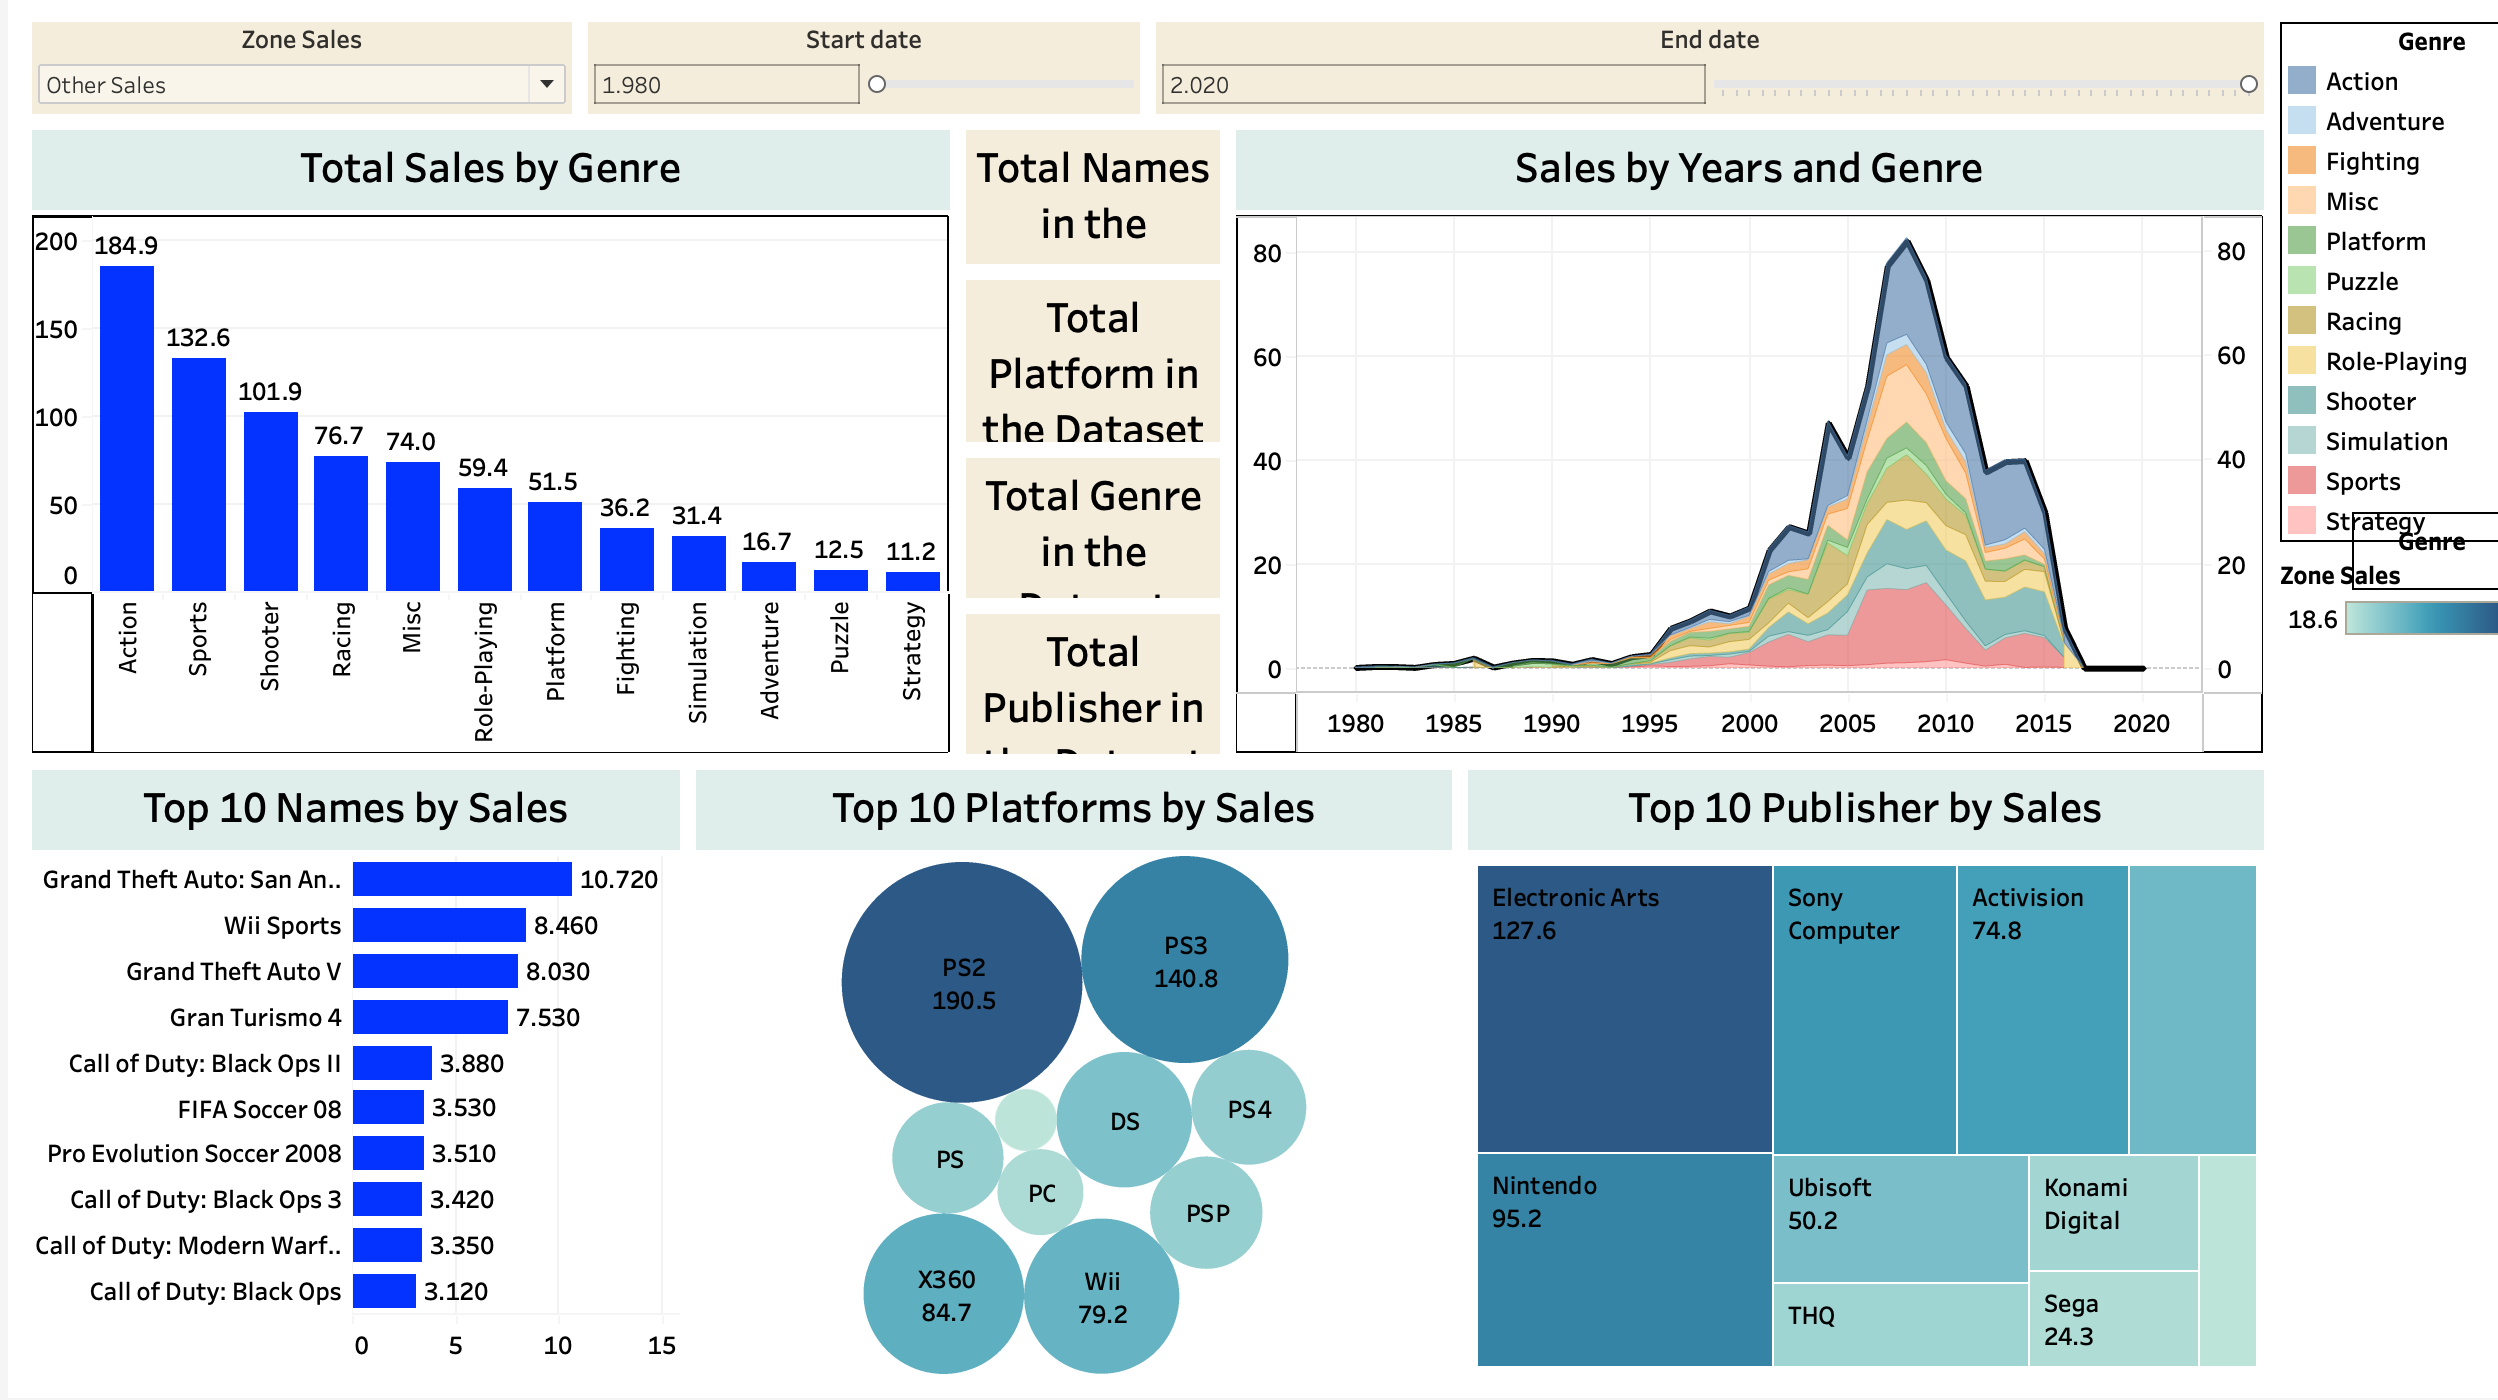 Zone Sales
Other Sales
Start date
1.980
End date
2.020
Genre
Action
Adventure
Fighting
Misc
Platform
Puzzle
Racing
Role-Playing
Shooter
Simulation
Sports
Strategy
Genre
Zone Sales
18.6
Total Sales by Genre
200
150
100
50
0
184.9
132.6
101.9
76.7
74.0
59.4
51.5
36.2
31.4
16.7
12.5
11.2
Action
Sports
Shooter
Racing
Misc
Role-Playing
Platform
Fighting
Simulation
Adventure
Puzzle
Strategy
Total Names
in the
Total
Platform in
the Dataset
Total Genre
in the
Total
Publisher in
Sales by Years and Genre
80
60
40
20
0
80
60
40
20
0
1980
1985
1990
1995
2000
2005
2010
2015
2020
Top 10 Names by Sales
Grand Theft Auto: San An.. 10.720
Wii Sports 8.460
Grand Theft Auto V 8.030
Gran Turismo 4 7.530
Call of Duty: Black Ops II 3.880
FIFA Soccer 08 3.530
Pro Evolution Soccer 2008 3.510
Call of Duty: Black Ops 3 3.420
Call of Duty: Modern Warf.. 3.350
Call of Duty: Black Ops 3.120
0 5 10 15
Top 10 Platforms by Sales
PS2
190.5
PS3
140.8
DS
PS4
PS
PC
PSP
X360
84.7
Wii
79.2
Top 10 Publisher by Sales
Electronic Arts
127.6
Sony
Computer
Activision
74.8
Nintendo
95.2
Ubisoft
50.2
Konami
Digital
THQ
Sega
24.3